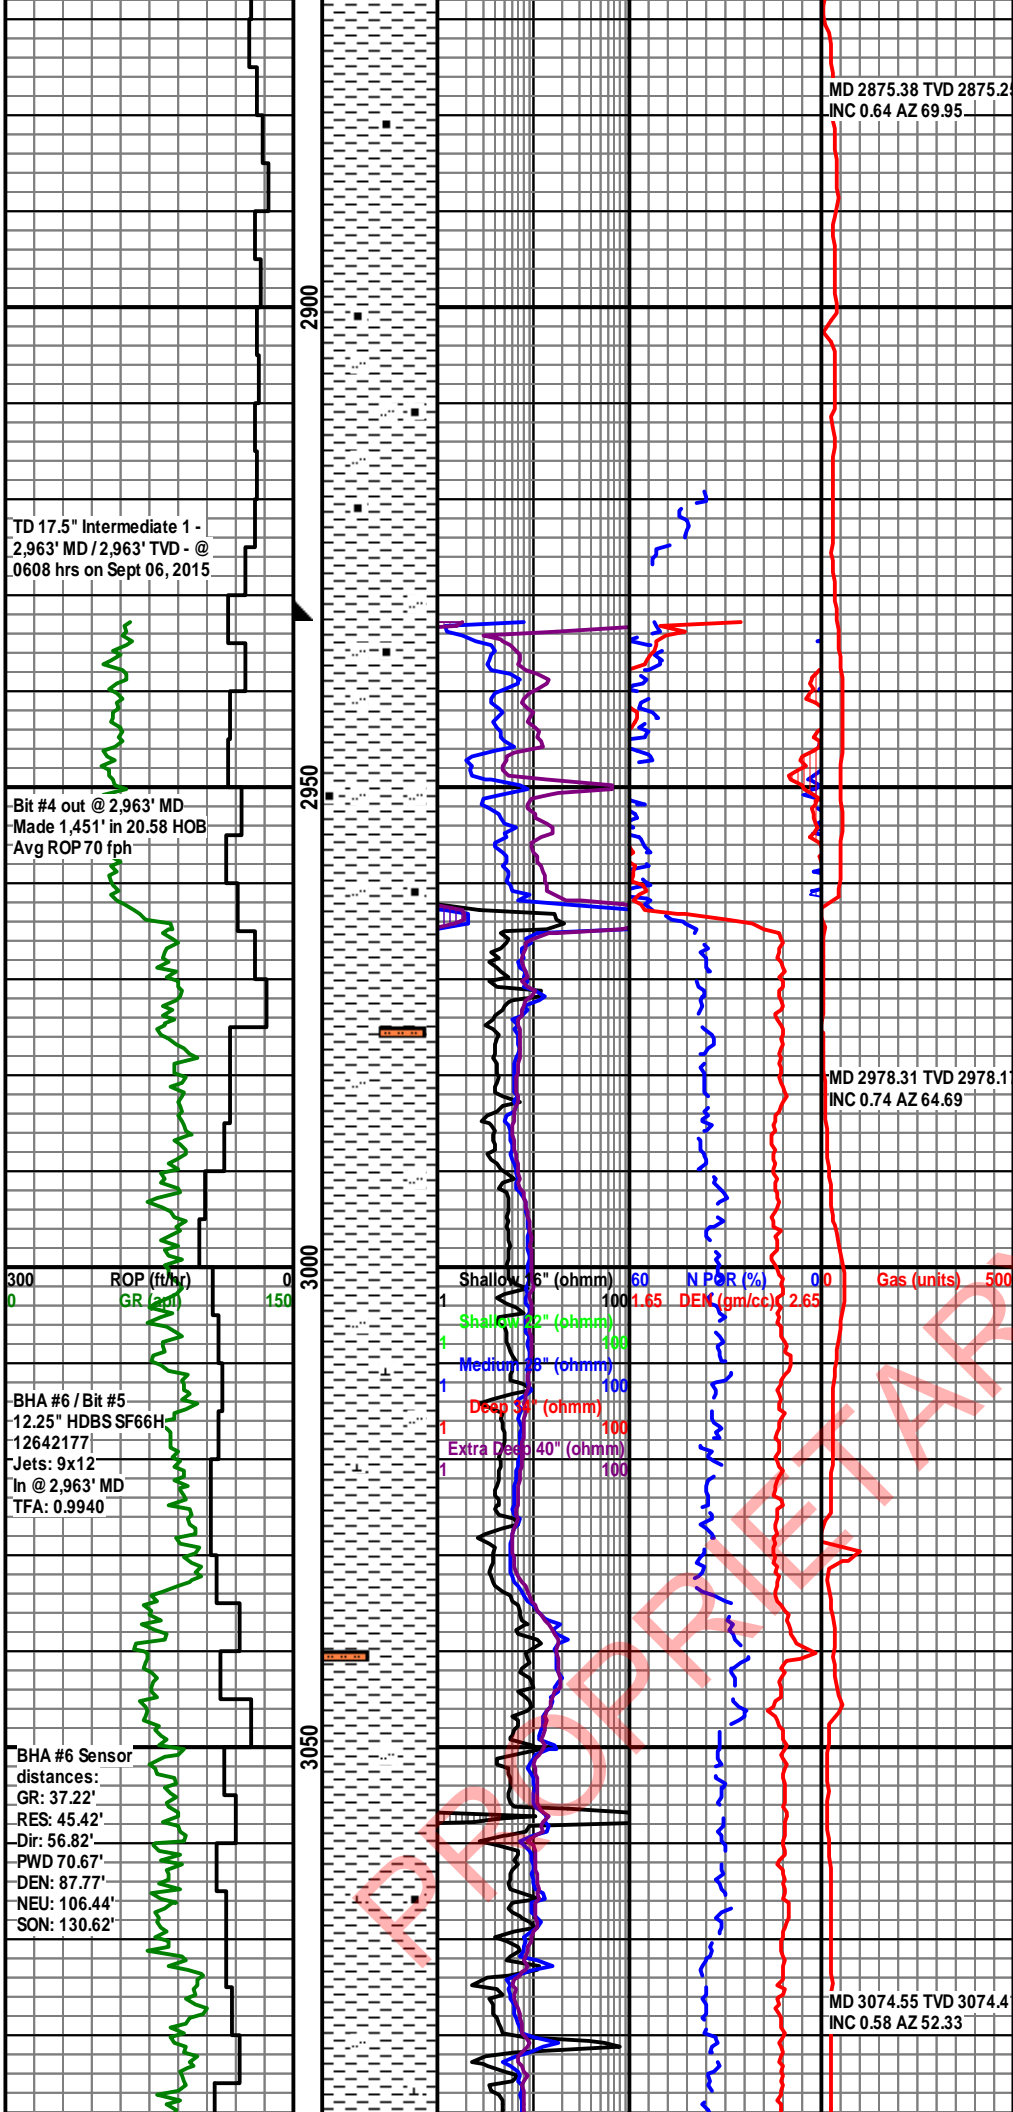 MD 2875.38 TVD 2875.25
INC 0.64 AZ 69.95
2900
TD 17.5" Intermediate 1 -
2,963' MD / 2,963' TVD - @
0608 hrs on Sept 06, 2015
2950
Bit #4 out @ 2,963' MD
Made 1,451' in 20.58 HOB
Avg ROP 70 fph
MD 2978.31 TVD 2978.17
INC 0.74 AZ 64.69
3000
300 ROP (ft/hr) 0
0 GR (api) 150
Shallow 16" (ohmm)
1 100
Shallow 22" (ohmm)
1 100
Medium 28" (ohmm)
1 100
Deep 34" (ohmm)
1 100
Extra Deep 40" (ohmm)
1 100
60 N POR (%) 0
1.65 DEN (gm/cc) 2.65
0 Gas (units) 500
BHA #6 / Bit #5
12.25" HDBS SF66H
12642177
Jets: 9x12
In @ 2,963' MD
TFA: 0.9940
3050
BHA #6 Sensor
distances:
GR: 37.22'
RES: 45.42'
Dir: 56.82'
PWD 70.67'
DEN: 87.77'
NEU: 106.44'
SON: 130.62'
MD 3074.55 TVD 3074.4
INC 0.58 AZ 52.33
PROPRIETAR